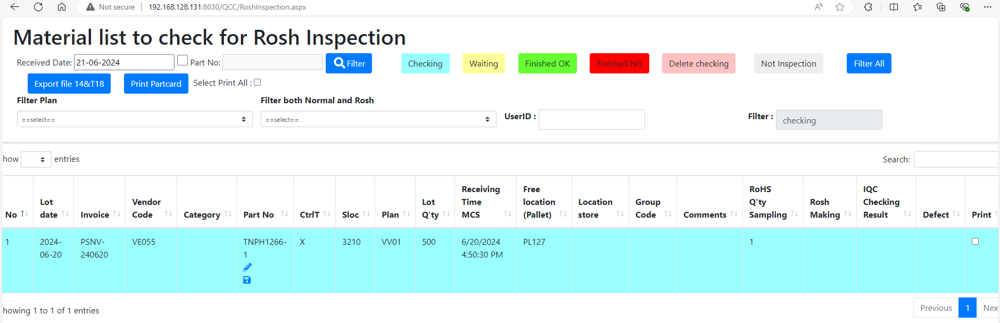 Not secure | 192.168.128.131:8030/QCC/RoshInspection.aspx
Material list to check for Rosh Inspection
Received Date: 21-06-2024 Part No: Filter Checking Waiting Finished OK Finished NG Delete checking Not Inspection Filter All
Export file 14&T18 Print Partcard Select Print All :
Filter Plan Filter both Normal and Rosh
==select== ==select== UserID : Filter : checking
how entries Search:
No Lot date Invoice Vendor Code Category Part No CtrlT Sloc Plan Lot Q'ty Receiving Time MCS Free location (Pallet) Location store Group Code Comments RoHS Q'ty Sampling Rosh Making IQC Checking Result Defect Print
1 2024-06-20 PSNV-240620 VE055 TNPH1266-1 X 3210 VV01 500 6/20/2024 4:50:30 PM PL127 1
howing 1 to 1 of 1 entries Previous 1 Nex